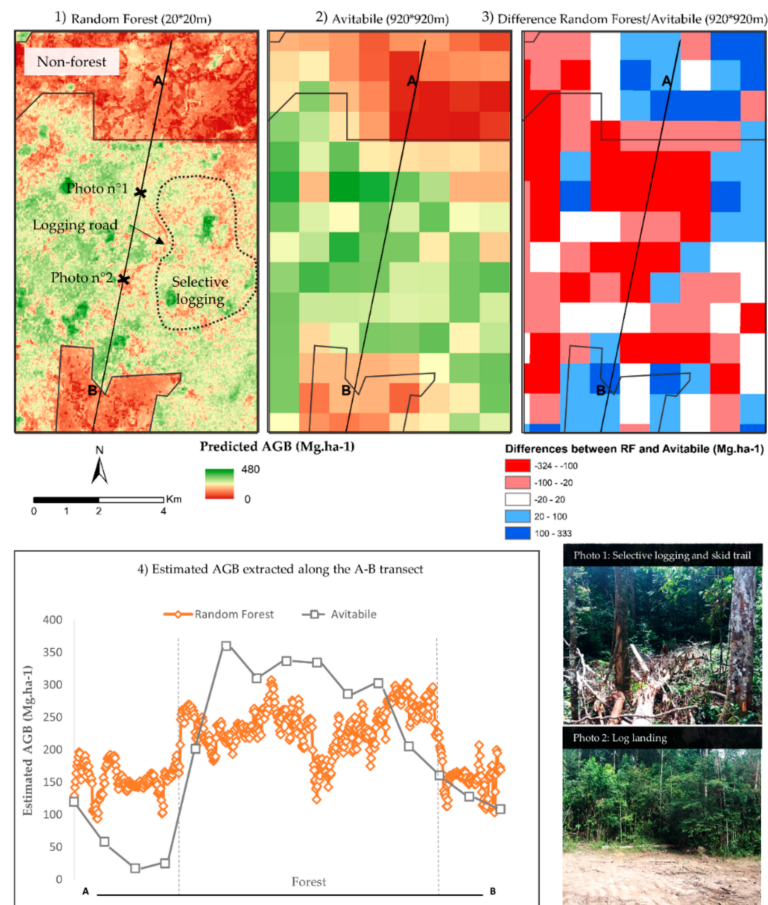 1) Random Forest (20*20m)
2) Avitabile (920*920m)
3) Difference Random Forest/Avitabile (920*920m)
Non-forest
A
A
A
Photo n°1
Logging road
Photo n°2
Selective
logging
B
B
B
N
0 1 2 4 Km
Predicted AGB (Mg.ha-1)
480
0
Differences between RF and Avitabile (Mg.ha-1)
-324 - -100
-100 - -20
-20 - 20
20 - 100
100 - 333
4) Estimated AGB extracted along the A-B transect
Random Forest
Avitabile
Estimated AGB (Mg.ha-1)
400
350
300
250
200
150
100
50
0
Forest
A
B
Photo 1: Selective logging and skid trail
Photo 2: Log landing